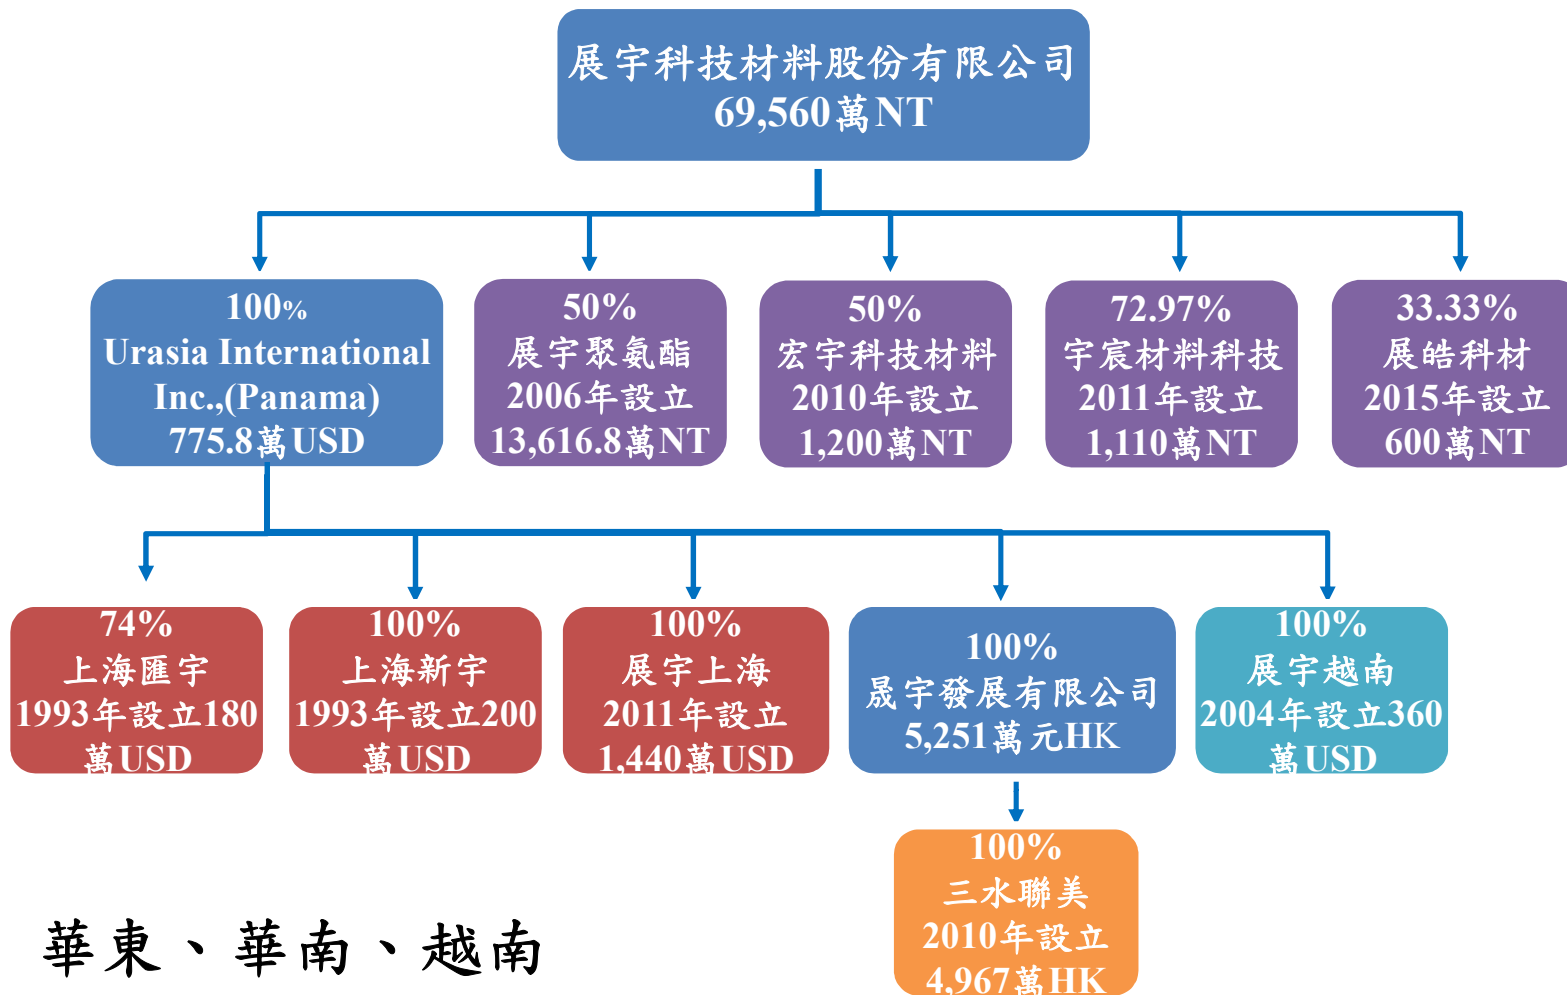 展宇科技材料股份有限公司
69,560萬NT
100%
Urasia International
Inc.,(Panama)
775.8萬USD
50%
展宇聚氨酯
2006年設立
13,616.8萬NT
50%
宏宇科技材料
2010年設立
1,200萬NT
72.97%
宇宸材料科技
2011年設立
1,110萬NT
33.33%
展皓科材
2015年設立
600萬NT
74%
上海匯宇
1993年設立180
萬USD
100%
上海新宇
1993年設立200
萬USD
100%
展宇上海
2011年設立
1,440萬USD
100%
晟宇發展有限公司
5,251萬元HK
100%
展宇越南
2004年設立360
萬USD
100%
三水聯美
2010年設立
4,967萬HK
華東、華南、越南